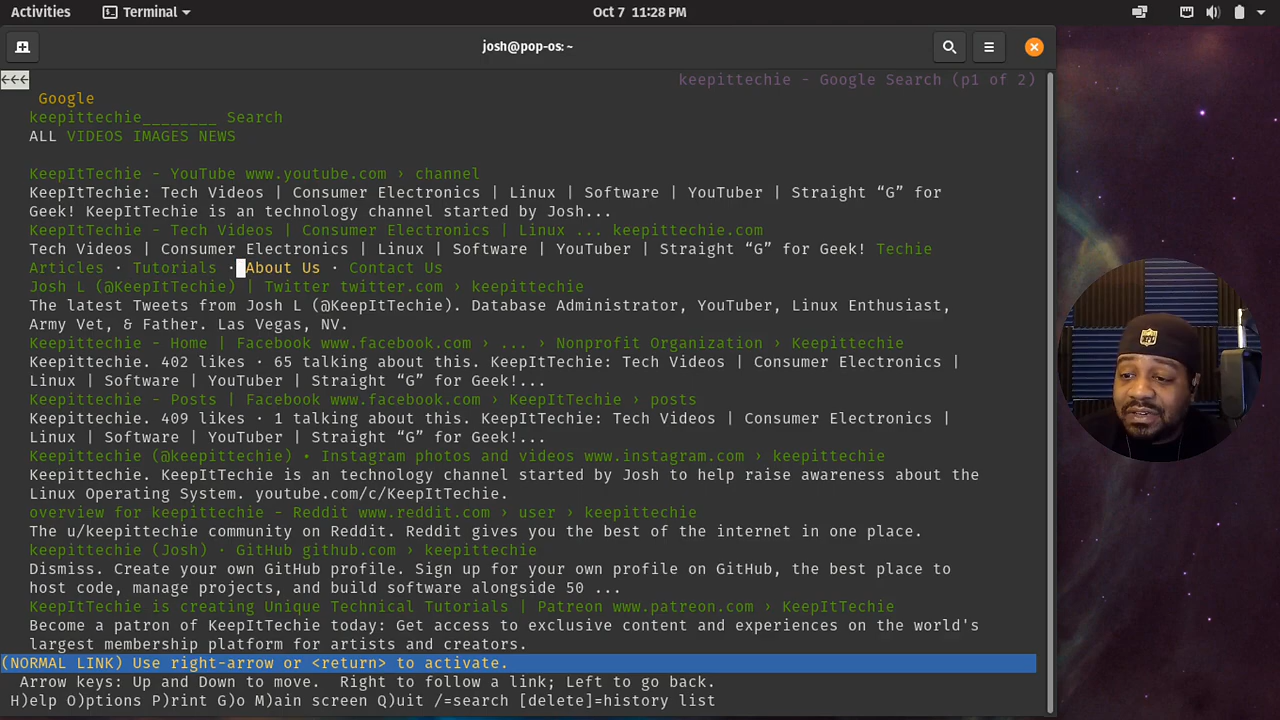 Activities Terminal Oct 7 11:28 PM
josh@pop-os: ~
←←← keepittechie - Google Search (p1 of 2)
Google
keepittechie________ Search
ALL VIDEOS IMAGES NEWS
KeepItTechie - YouTube www.youtube.com › channel
KeepItTechie: Tech Videos | Consumer Electronics | Linux | Software | YouTuber | Straight “G” for
Geek! KeepItTechie is an technology channel started by Josh...
KeepItTechie - Tech Videos | Consumer Electronics | Linux ... keepittechie.com
Tech Videos | Consumer Electronics | Linux | Software | YouTuber | Straight “G” for Geek! Techie
Articles · Tutorials · About Us · Contact Us
Josh L (@KeepItTechie) | Twitter twitter.com › keepittechie
The latest Tweets from Josh L (@KeepItTechie). Database Administrator, YouTuber, Linux Enthusiast,
Army Vet, & Father. Las Vegas, NV.
Keepittechie - Home | Facebook www.facebook.com › ... › Nonprofit Organization › Keepittechie
Keepittechie. 402 likes · 65 talking about this. KeepItTechie: Tech Videos | Consumer Electronics |
Linux | Software | YouTuber | Straight “G” for Geek!...
Keepittechie - Posts | Facebook www.facebook.com › KeepItTechie › posts
Keepittechie. 409 likes · 1 talking about this. KeepItTechie: Tech Videos | Consumer Electronics |
Linux | Software | YouTuber | Straight “G” for Geek!...
Keepittechie (@keepittechie) • Instagram photos and videos www.instagram.com › keepittechie
Keepittechie. KeepItTechie is an technology channel started by Josh to help raise awareness about the
Linux Operating System. youtube.com/c/KeepItTechie.
overview for keepittechie - Reddit www.reddit.com › user › keepittechie
The u/keepittechie community on Reddit. Reddit gives you the best of the internet in one place.
keepittechie (Josh) · GitHub github.com › keepittechie
Dismiss. Create your own GitHub profile. Sign up for your own profile on GitHub, the best place to
host code, manage projects, and build software alongside 50 ...
KeepItTechie is creating Unique Technical Tutorials | Patreon www.patreon.com › KeepItTechie
Become a patron of KeepItTechie today: Get access to exclusive content and experiences on the world's
largest membership platform for artists and creators.
(NORMAL LINK) Use right-arrow or <return> to activate.
Arrow keys: Up and Down to move. Right to follow a link; Left to go back.
H)elp O)ptions P)rint G)o M)ain screen Q)uit /=search [delete]=history list
NFL